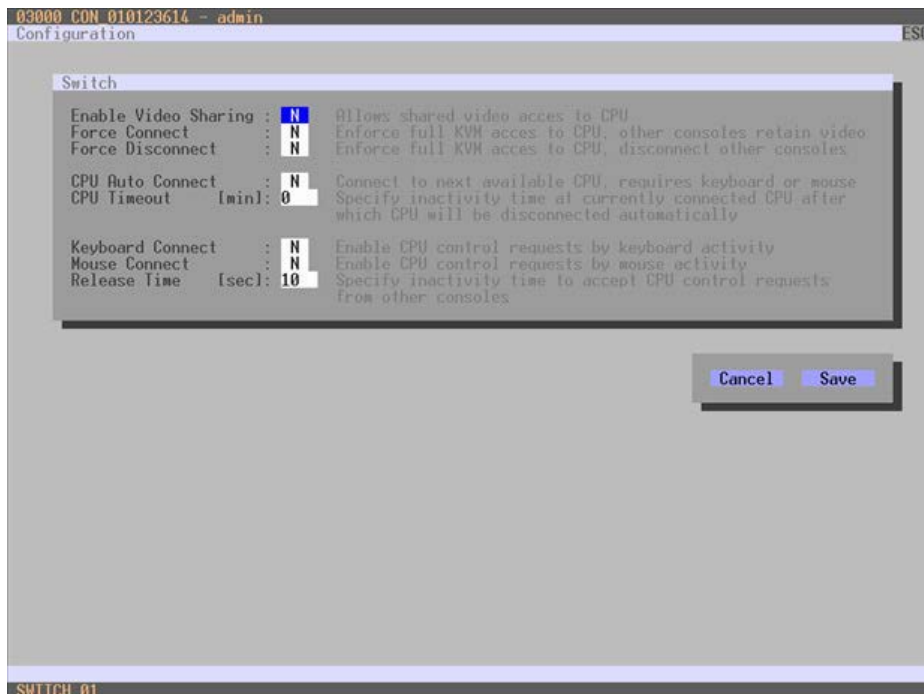 03000 CON_010123614 - admin
Configuration ESC
Switch
Enable Video Sharing : N Allows shared video acces to CPU
Force Connect : N Enforce full KVM acces to CPU, other consoles retain video
Force Disconnect : N Enforce full KVM acces to CPU, disconnect other consoles
CPU Auto Connect : N Connect to next available CPU, requires keyboard or mouse
CPU Timeout [min]: 0 Specify inactivity time at currently connected CPU after
which CPU will be disconnected automatically
Keyboard Connect : N Enable CPU control requests by keyboard activity
Mouse Connect : N Enable CPU control requests by mouse activity
Release Time [sec]: 10 Specify inactivity time to accept CPU control requests
from other consoles
Cancel Save
SWITCH_01